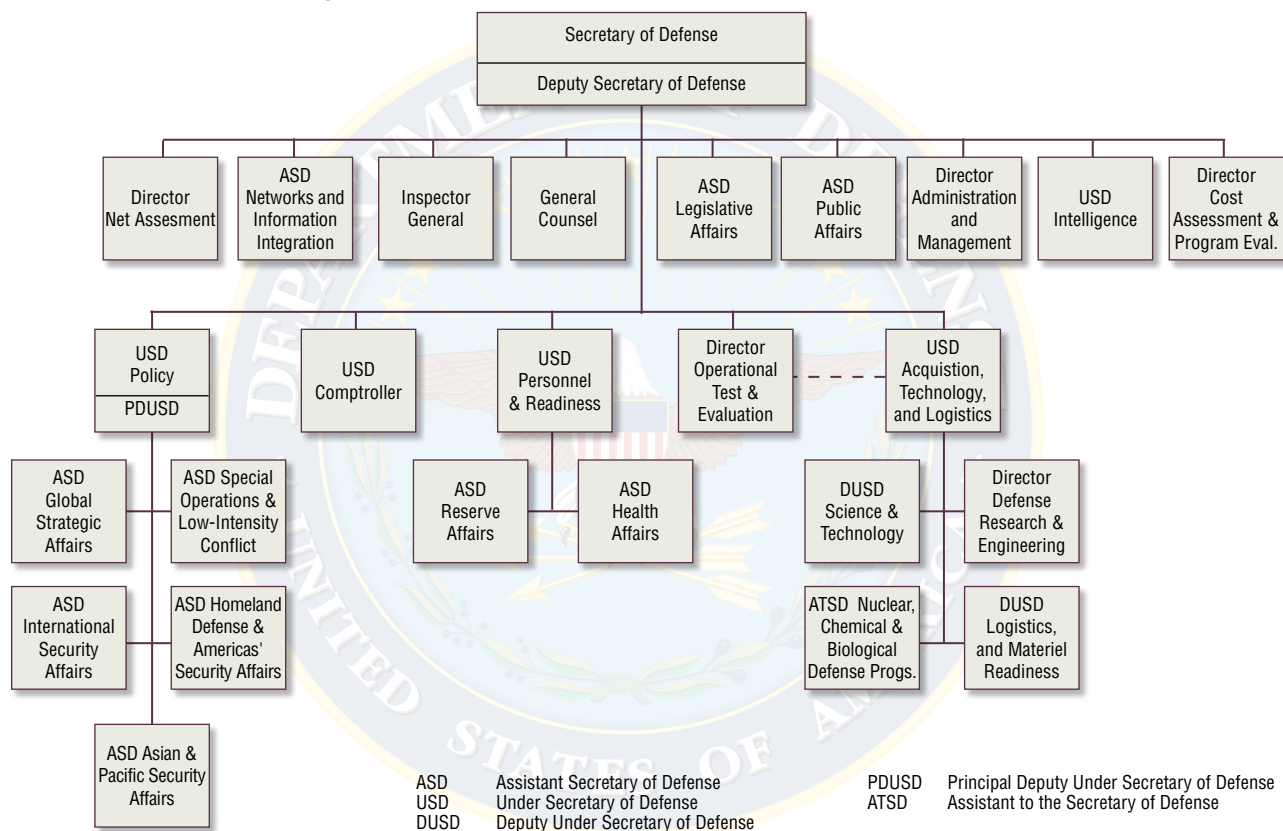 Secretary of Defense
Deputy Secretary of Defense
Director
Net Assesment
ASD
Networks and
Information
Integration
Inspector
General
General
Counsel
ASD
Legislative
Affairs
ASD
Public
Affairs
Director
Administration
and
Management
USD
Intelligence
Director
Cost
Assessment &
Program Eval.
USD
Policy
PDUSD
USD
Comptroller
USD
Personnel
& Readiness
Director
Operational
Test &
Evaluation
USD
Acquistion,
Technology,
and Logistics
ASD
Global
Strategic
Affairs
ASD Special
Operations &
Low-Intensity
Conflict
ASD
Reserve
Affairs
ASD
Health
Affairs
DUSD
Science &
Technology
Director
Defense
Research &
Engineering
ASD
International
Security
Affairs
ASD Homeland
Defense &
Americas'
Security Affairs
ATSD Nuclear,
Chemical &
Biological
Defense Progs.
DUSD
Logistics,
and Materiel
Readiness
ASD Asian &
Pacific Security
Affairs
ASD Assistant Secretary of Defense
USD Under Secretary of Defense
DUSD Deputy Under Secretary of Defense
PDUSD Principal Deputy Under Secretary of Defense
ATSD Assistant to the Secretary of Defense
UNITED STATES OF AMERICA